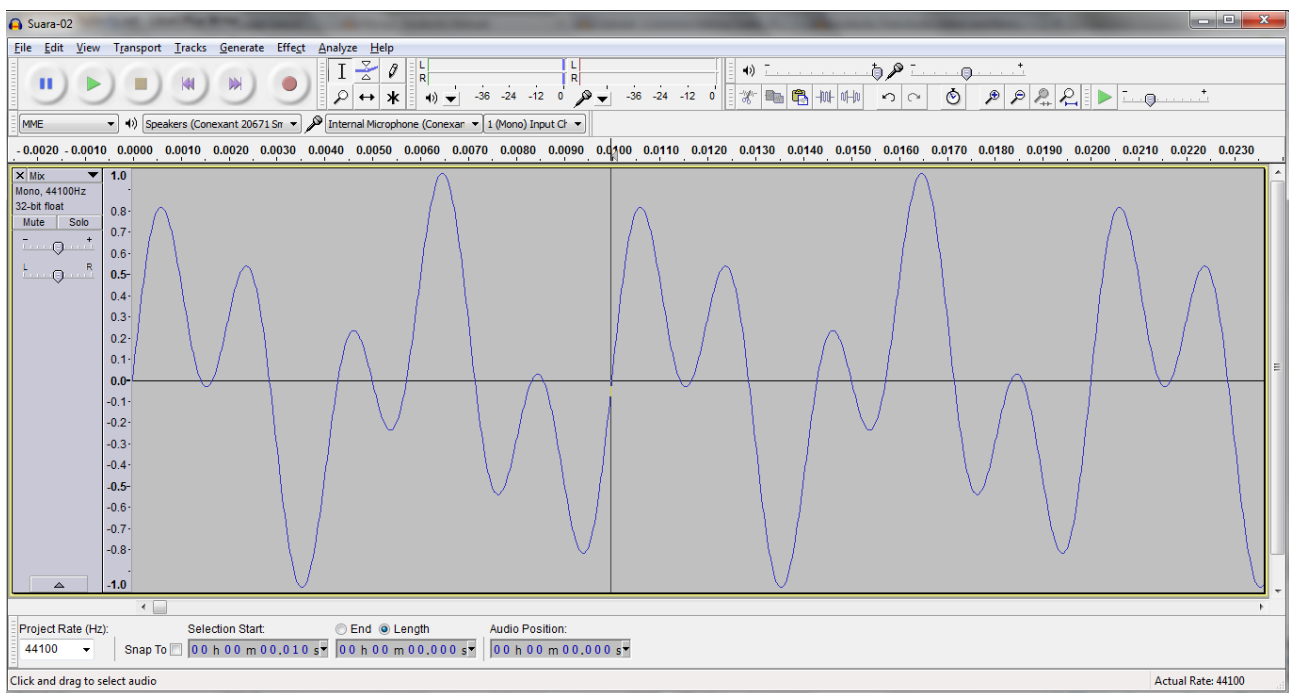 Suara-02
File Edit View Transport Tracks Generate Effect Analyze Help
L R L R
-36 -24 -12 0 -36 -24 -12 0
MME Speakers (Conexant 20671 Sm Internal Microphone (Conexar 1 (Mono) Input Ch
- 0.0020 - 0.0010 0.0000 0.0010 0.0020 0.0030 0.0040 0.0050 0.0060 0.0070 0.0080 0.0090 0.0100 0.0110 0.0120 0.0130 0.0140 0.0150 0.0160 0.0170 0.0180 0.0190 0.0200 0.0210 0.0220 0.0230
X Mix
Mono, 44100Hz
32-bit float
Mute Solo
- +
L R
1.0
0.8-
0.7-
0.6-
0.5-
0.4-
0.3-
0.2-
0.1-
0.0-
-0.1-
-0.2-
-0.3-
-0.4-
-0.5-
-0.6-
-0.7-
-0.8-
-1.0
Project Rate (Hz): Selection Start: End Length Audio Position:
44100 Snap To 00 h 00 m 00.010 s 00 h 00 m 00.000 s 00 h 00 m 00.000 s
Click and drag to select audio Actual Rate: 44100